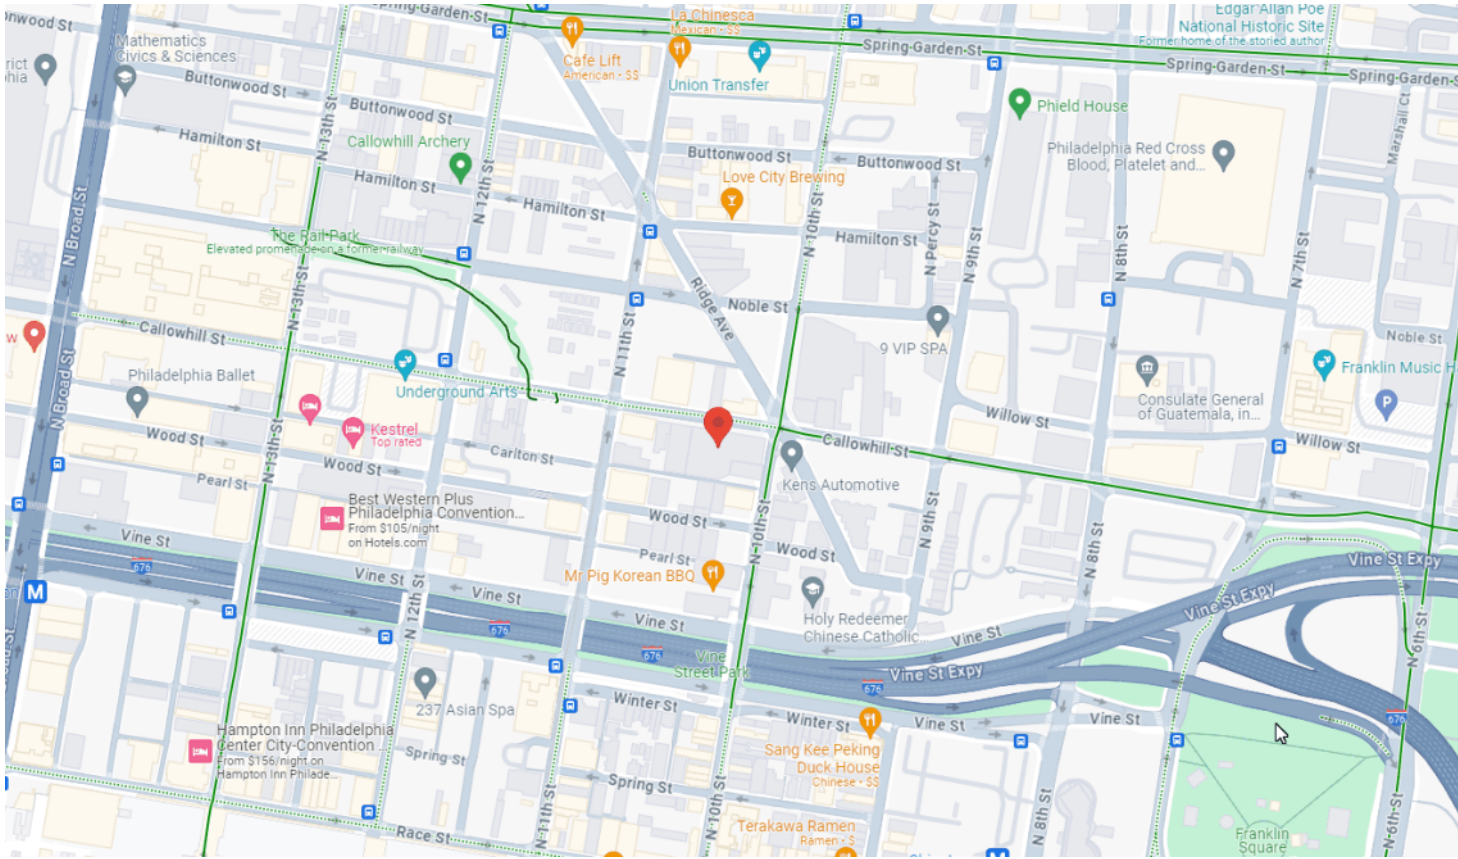 Spring Garden St
La Chinesca
Mexican · $$
Edgar Allan Poe
National Historic Site
Former home of the storied author
Mathematics
Civics & Sciences
Café Lift
American · $$
Spring Garden St
Spring Garden St
Spring Garden St
Union Transfer
Buttonwood St
Buttonwood St
Phield House
Hamilton St
Callowhill Archery
Buttonwood St
Buttonwood St
Philadelphia Red Cross
Blood, Platelet and...
Marshall Ct
N 13th St
Hamilton St
Love City Brewing
N 12th St
Hamilton St
N 10th St
Hamilton St
N Percy St
N 9th St
N 8th St
N 7th St
N Broad St
The Rail Park
Elevated promenade on a former railway
N 13th St
Ridge Ave
Noble St
Callowhill St
N 11th St
9 VIP SPA
Noble St
N Broad St
Philadelphia Ballet
Underground Arts
Franklin Music H
Consulate General
of Guatemala, in...
Willow St
Willow St
Kestrel
Top rated
Wood St
N 13th St
Wood St
Carlton St
Callowhill St
Pearl St
Kens Automotive
Best Western Plus
Philadelphia Convention...
From $105/night
on Hotels.com
Wood St
N 10th St
N 9th St
N 8th St
Vine St
676
Pearl St
Wood St
Vine St Expy
Vine St
Mr Pig Korean BBQ
M
Vine St
N 12th St
Vine St
Holy Redeemer
Chinese Catholic...
Vine St Expy
676
676
Vine St
N 6th St
Vine
Street Park
Vine St Expy
676
237 Asian Spa
Winter St
Winter St
Vine St
Vine St
676
Hampton Inn Philadelphia
Center City-Convention
From $156/night on
Hampton Inn Philade...
Spring St
Sang Kee Peking
Duck House
Chinese · $$
Spring St
N 11th St
N 10th St
N 8th St
N 6th St
Race St
Terakawa Ramen
Ramen · $
Franklin
Square
P